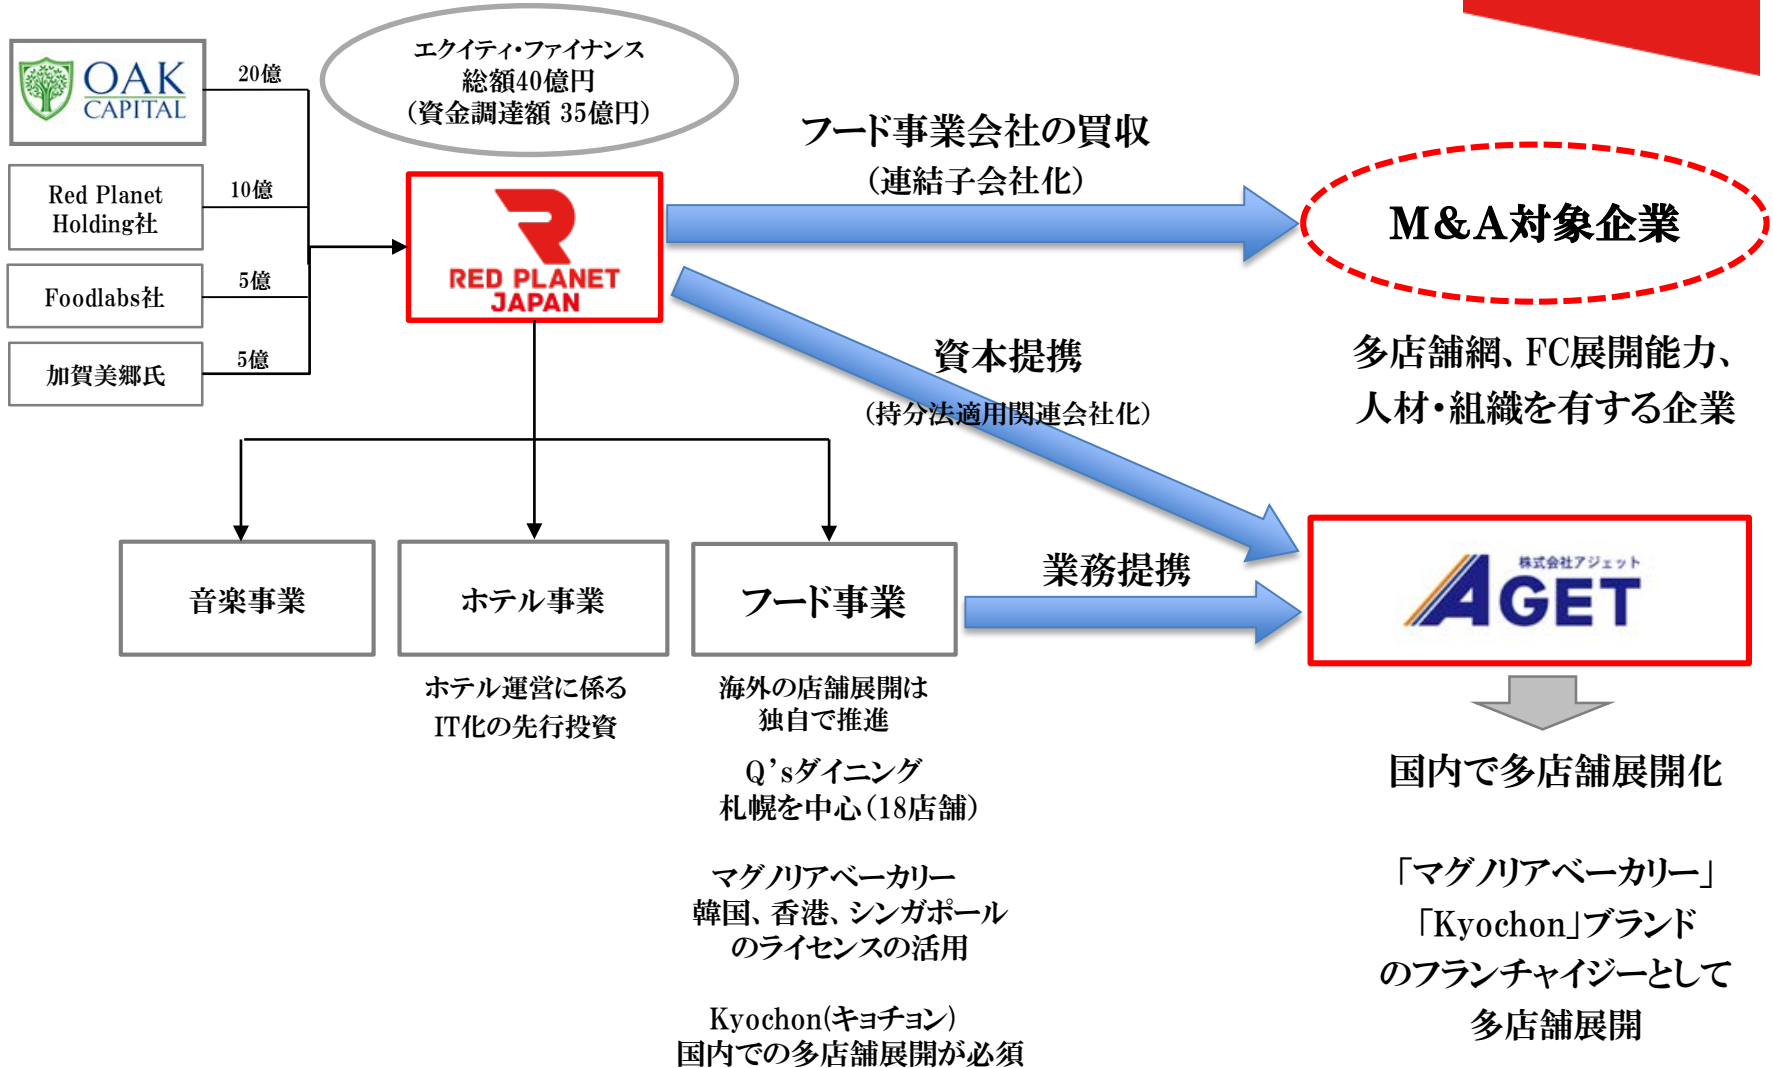 OAK
CAPITAL
20億
Red Planet
Holding社
10億
Foodlabs社
5億
加賀美郷氏
5億
エクイティ・ファイナンス
総額40億円
（資金調達額 35億円）
RED PLANET
JAPAN
フード事業会社の買収
（連結子会社化）
M&A対象企業
多店舗網、FC展開能力、
人材・組織を有する企業
資本提携
（持分法適用関連会社化）
業務提携
株式会社アジェット
AGET
音楽事業
ホテル事業
フード事業
ホテル運営に係る
IT化の先行投資
海外の店舗展開は
独自で推進
Q’sダイニング
札幌を中心（18店舗）
マグノリアベーカリー
韓国、香港、シンガポール
のライセンスの活用
Kyochon(キョチョン）
国内での多店舗展開が必須
国内で多店舗展開化
「マグノリアベーカリー」
「Kyochon」ブランド
のフランチャイジーとして
多店舗展開